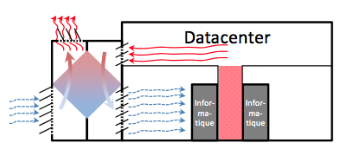 Datacenter
Infor-
ma-
tique
Infor-
ma-
tique